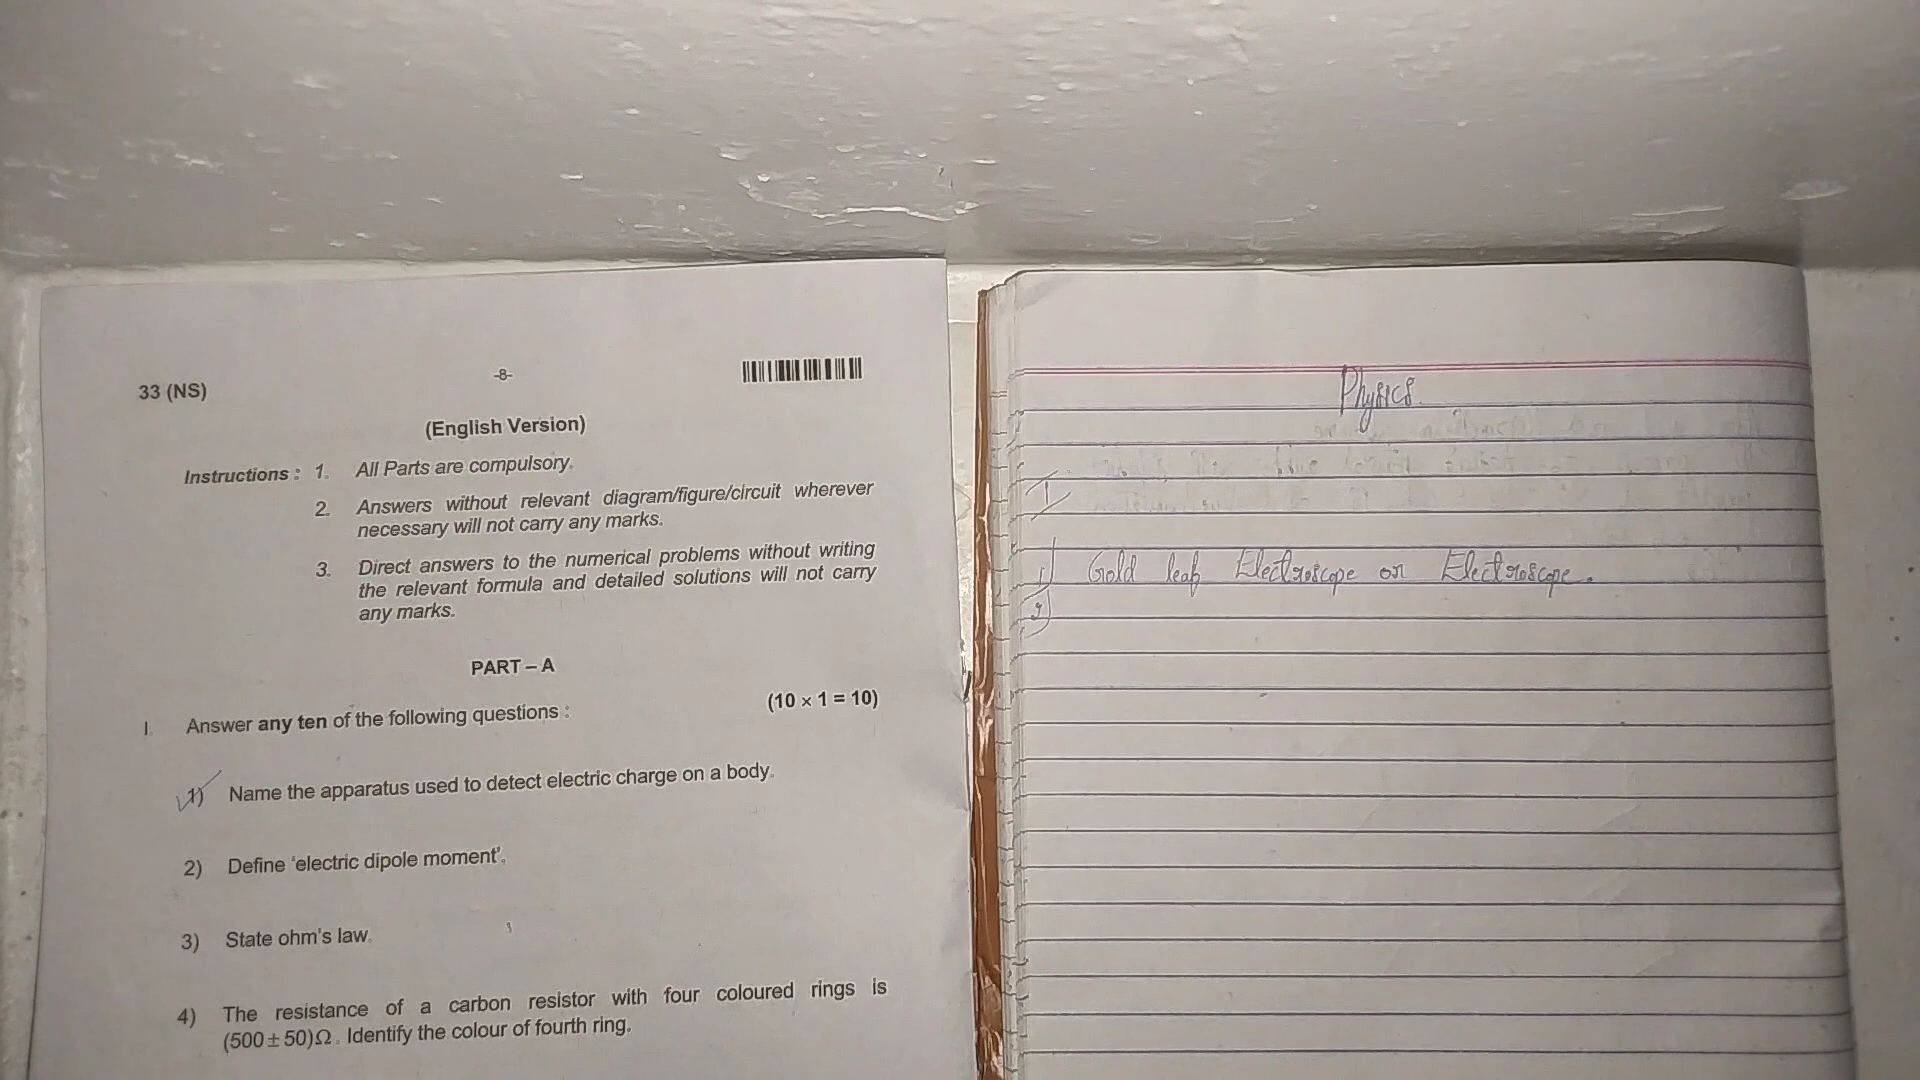 33 (NS)
-8-
(English Version)
Instructions : 1. All Parts are compulsory.
2. Answers without relevant diagram/figure/circuit wherever
necessary will not carry any marks.
3. Direct answers to the numerical problems without writing
the relevant formula and detailed solutions will not carry
any marks.
PART – A
I. Answer any ten of the following questions : (10 × 1 = 10)
1) Name the apparatus used to detect electric charge on a body.
2) Define 'electric dipole moment'.
3) State ohm's law.
4) The resistance of a carbon resistor with four coloured rings is
(500 ± 50)Ω. Identify the colour of fourth ring.
Physics.
I
1) Gold leaf Electroscope or Electroscope.
2)